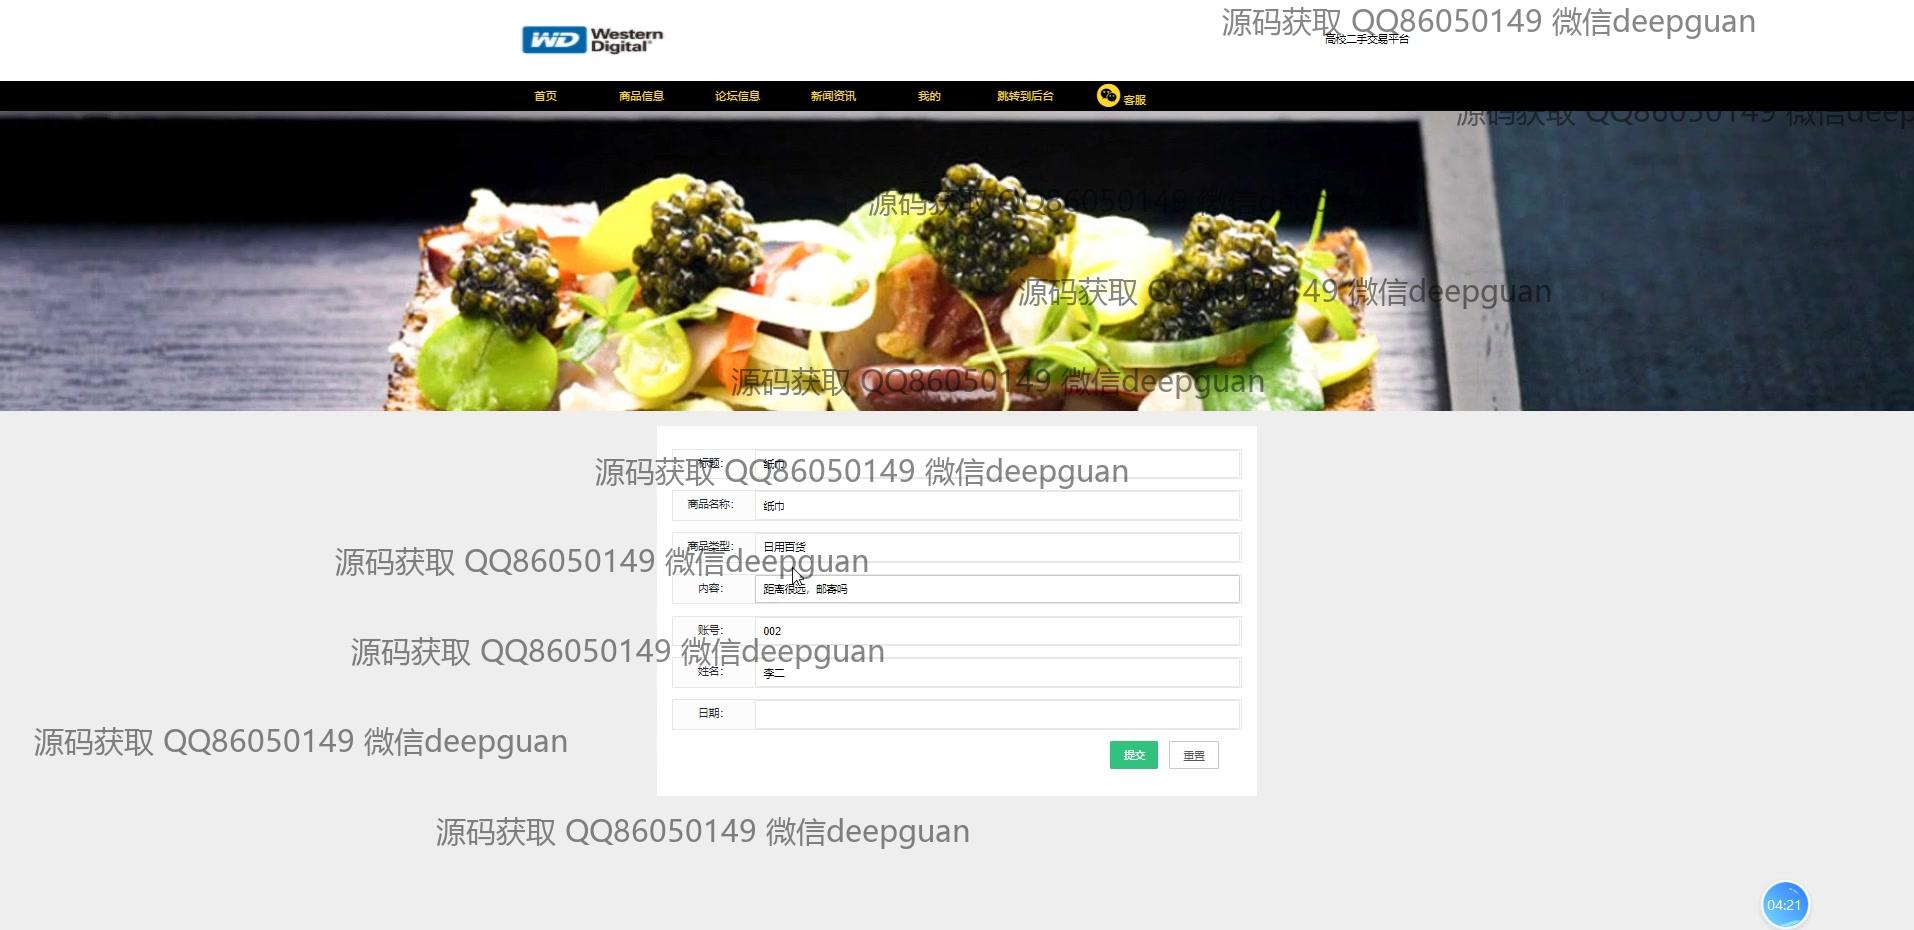 WD Western Digital®
源码获取 QQ86050149 微信deepguan
高校二手交易平台
首页 商品信息 论坛信息 新闻资讯 我的 跳转到后台 客服
源码获取 QQ86050149 微信deep
源码获取 QQ86050149 微信deepguan
源码获取 QQ86050149 微信deepguan
源码获取 QQ86050149 微信deepguan
标题: 纸巾
源码获取 QQ86050149 微信deepguan
商品名称: 纸巾
商品类型: 日用百货
源码获取 QQ86050149 微信deepguan
内容: 距离很远，邮寄吗
账号: 002
源码获取 QQ86050149 微信deepguan
姓名: 李二
日期:
源码获取 QQ86050149 微信deepguan
提交 重置
源码获取 QQ86050149 微信deepguan
04:21